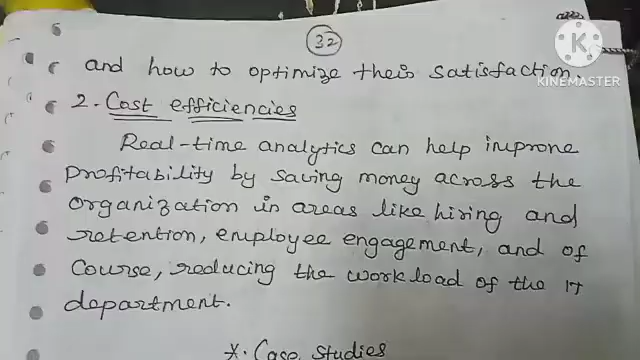 32
and how to optimize their satisfaction
KINEMASTER
2. Cost efficiencies
Real-time analytics can help improve
profitability by saving money across the
organization in areas like hiring and
retention, employee engagement, and of
course, reducing the workload of the IT
department.
*. Case studies